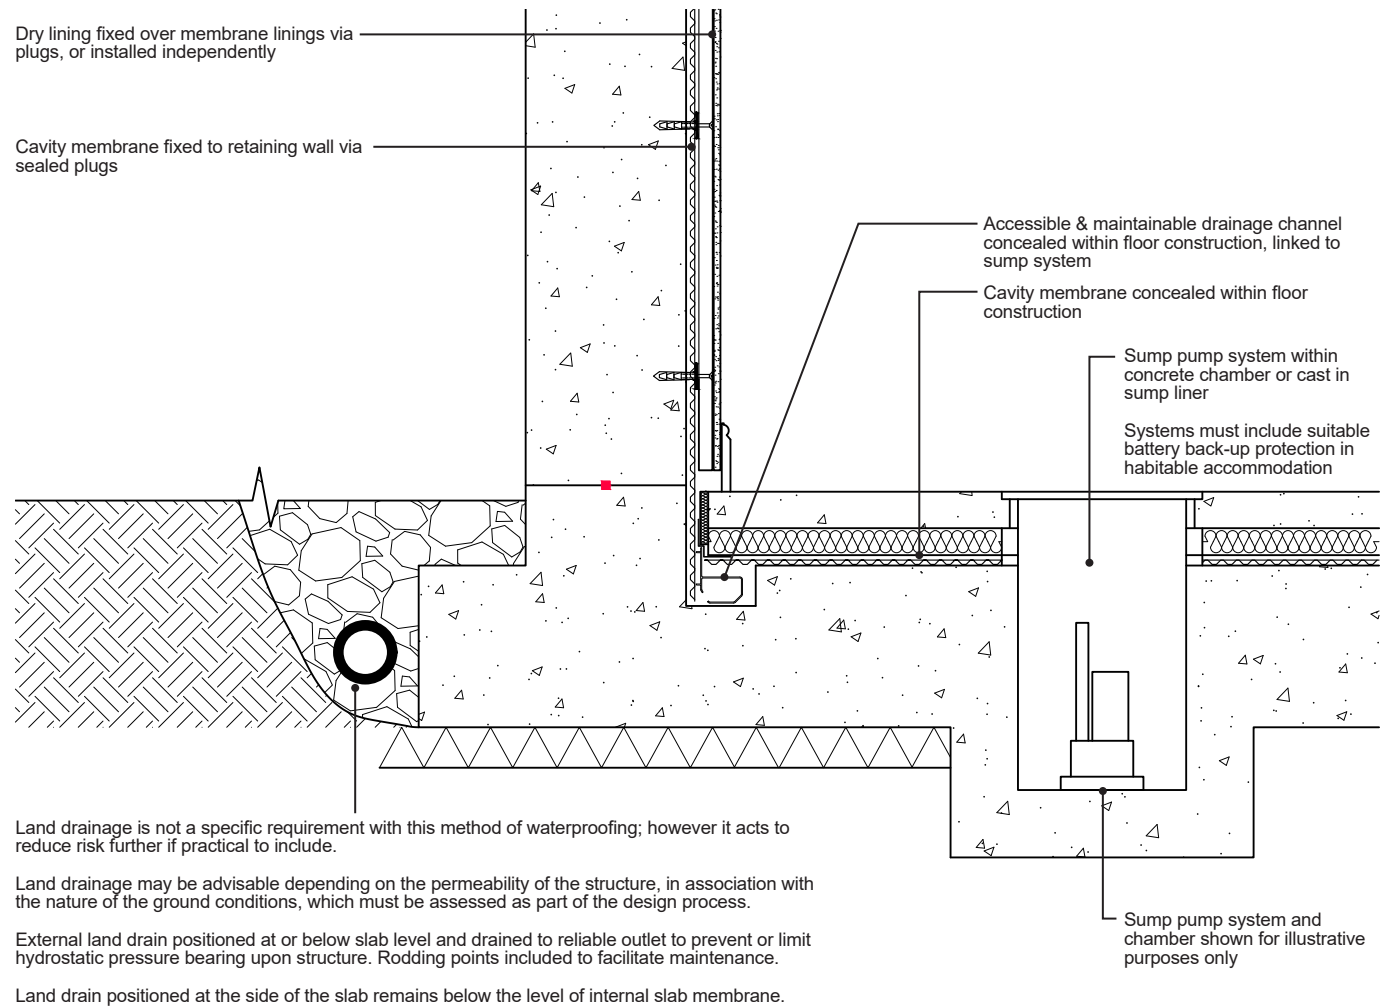 Dry lining fixed over membrane linings via
plugs, or installed independently
Cavity membrane fixed to retaining wall via
sealed plugs
Accessible & maintainable drainage channel
concealed within floor construction, linked to
sump system
Cavity membrane concealed within floor
construction
Sump pump system within
concrete chamber or cast in
sump liner
Systems must include suitable
battery back-up protection in
habitable accommodation
Land drainage is not a specific requirement with this method of waterproofing; however it acts to
reduce risk further if practical to include.
Land drainage may be advisable depending on the permeability of the structure, in association with
the nature of the ground conditions, which must be assessed as part of the design process.
External land drain positioned at or below slab level and drained to reliable outlet to prevent or limit
hydrostatic pressure bearing upon structure. Rodding points included to facilitate maintenance.
Land drain positioned at the side of the slab remains below the level of internal slab membrane.
Sump pump system and
chamber shown for illustrative
purposes only